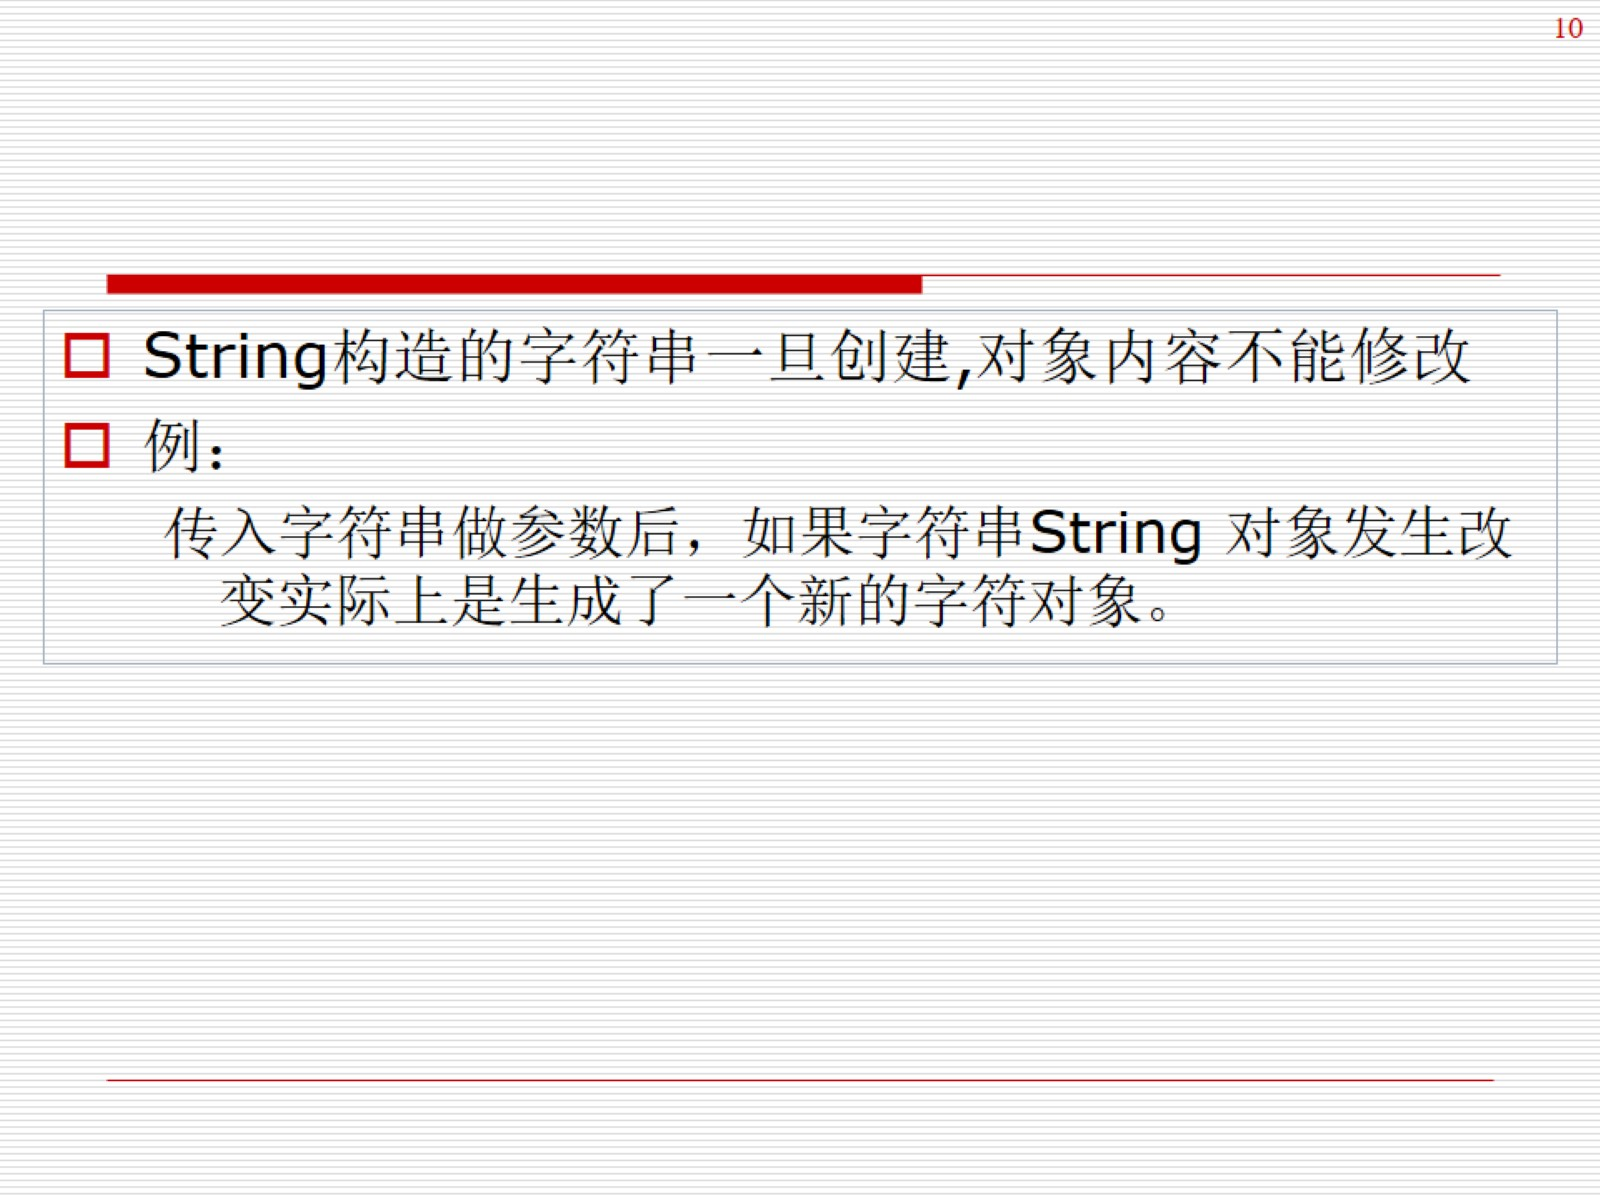 10
String构造的字符串一旦创建,对象内容不能修改
例：
传入字符串做参数后，如果字符串String 对象发生改
变实际上是生成了一个新的字符对象。